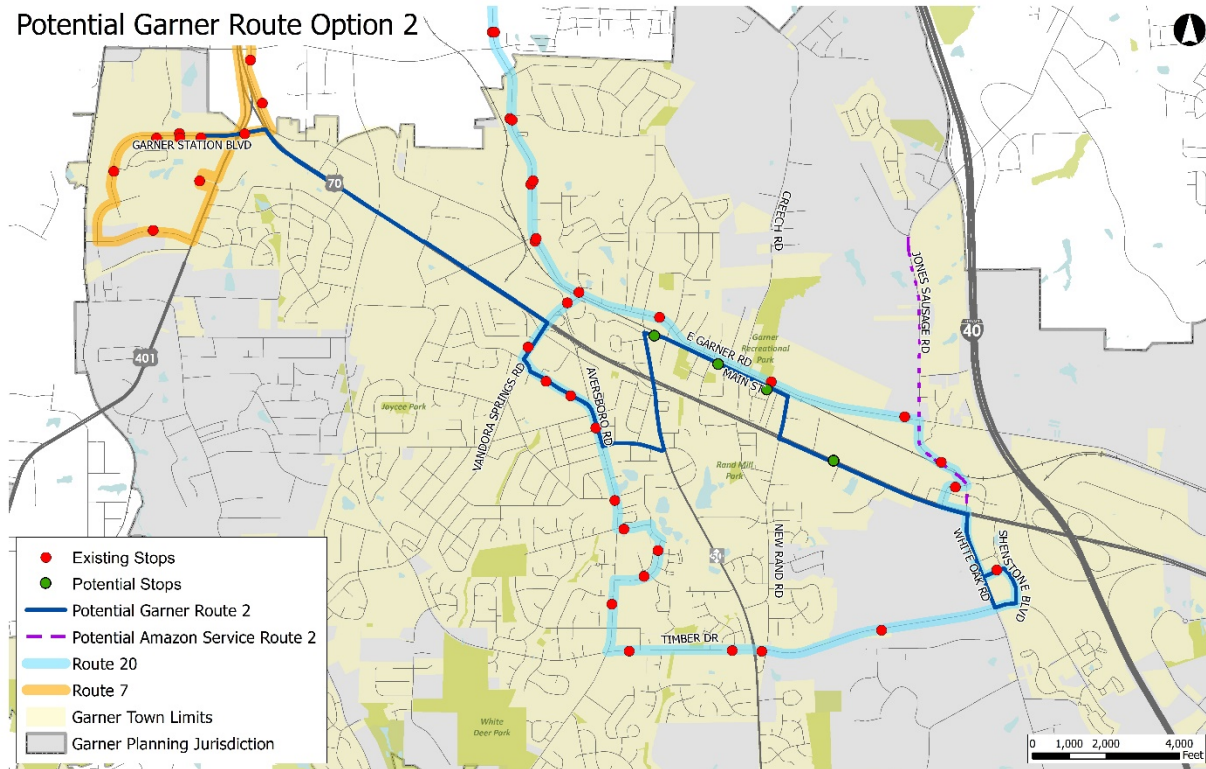 Potential Garner Route Option 2
GARNER STATION BLVD
70
CREECH RD
JONES SAUSAGE RD
40
401
E GARNER RD
Garner
Recreational
Park
MAIN ST
VANDORA SPRINGS RD
AVERSBORO RD
Jaycee Park
Rand Mill
Park
50
NEW RAND RD
WHITE OAK RD
SHENSTONE BLVD
TIMBER DR
White
Deer Park
Existing Stops
Potential Stops
Potential Garner Route 2
Potential Amazon Service Route 2
Route 20
Route 7
Garner Town Limits
Garner Planning Jurisdiction
0 1,000 2,000 4,000
Feet